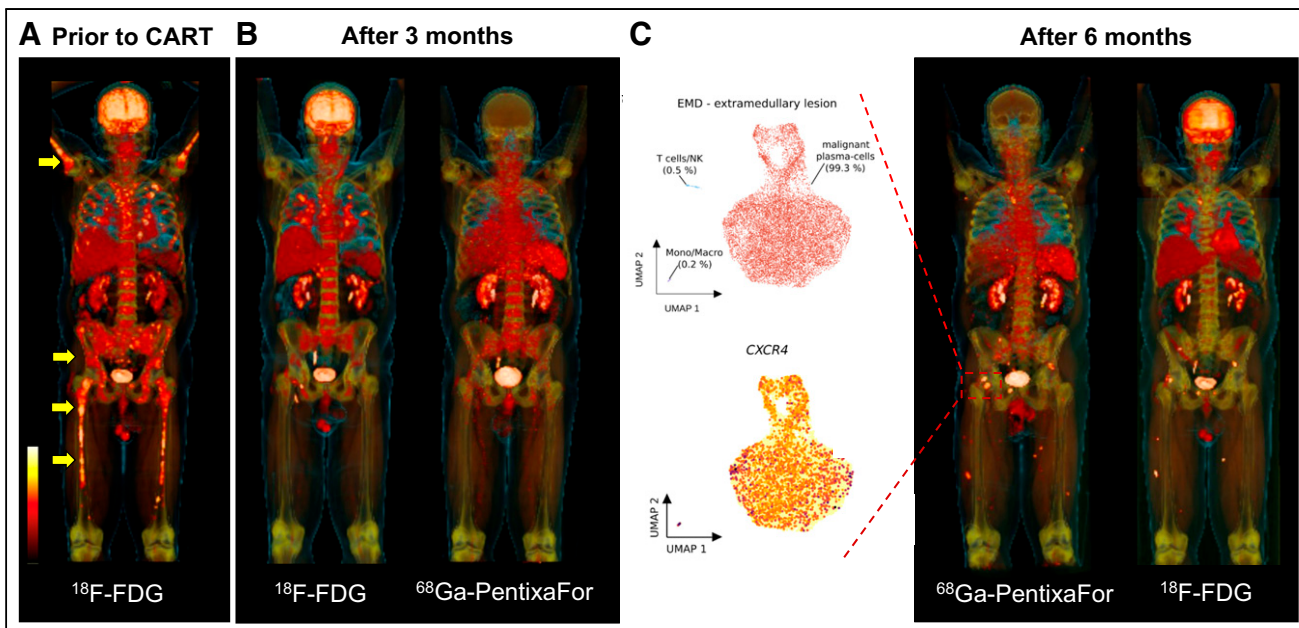 A Prior to CART
B After 3 months
C After 6 months
EMD - extramedullary lesion
T cells/NK
(0.5 %)
malignant
plasma-cells
(99.3 %)
Mono/Macro
(0.2 %)
UMAP 2
UMAP 1
CXCR4
UMAP 2
UMAP 1
¹⁸F-FDG
¹⁸F-FDG
⁶⁸Ga-PentixaFor
⁶⁸Ga-PentixaFor
¹⁸F-FDG